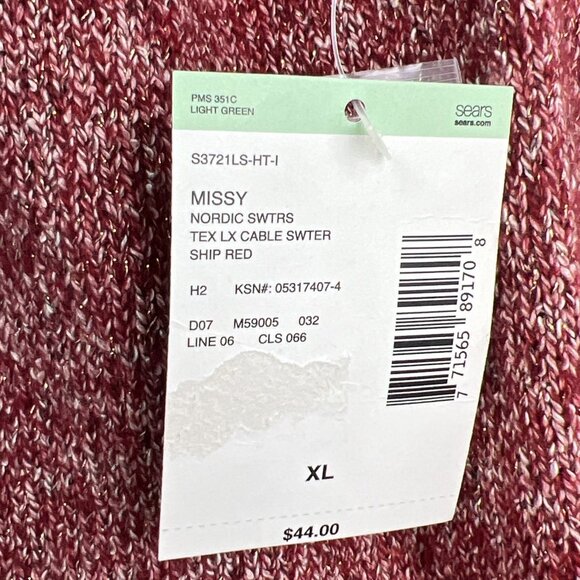 PMS 351C
LIGHT GREEN
sears
sears.com
S3721LS-HT-I
MISSY
NORDIC SWTRS
TEX LX CABLE SWTER
SHIP RED
H2 KSN#: 05317407-4
D07 M59005 032
LINE 06 CLS 066
7 71565 89170 8
XL
$44.00